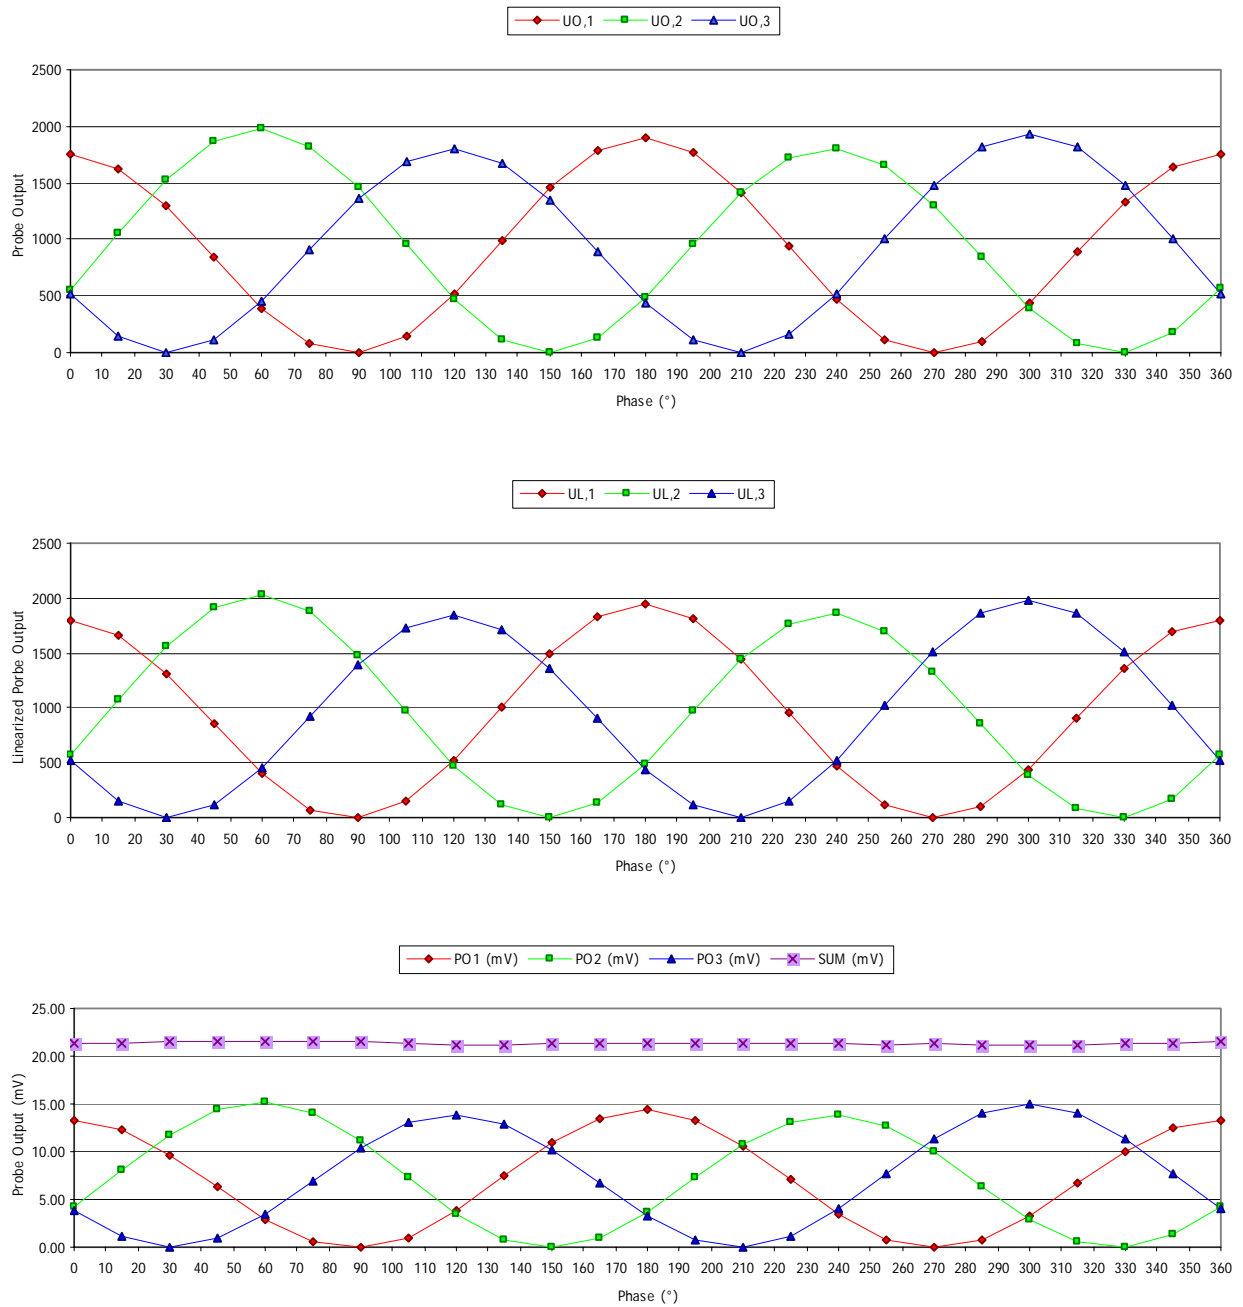 UO,1 UO,2 UO,3
2500
2000
1500
1000
500
0
Probe Output
0 10 20 30 40 50 60 70 80 90 100 110 120 130 140 150 160 170 180 190 200 210 220 230 240 250 260 270 280 290 300 310 320 330 340 350 360
Phase (°)
UL,1 UL,2 UL,3
2500
2000
1500
1000
500
0
Linearized Porbe Output
0 10 20 30 40 50 60 70 80 90 100 110 120 130 140 150 160 170 180 190 200 210 220 230 240 250 260 270 280 290 300 310 320 330 340 350 360
Phase (°)
PO1 (mV) PO2 (mV) PO3 (mV) SUM (mV)
25.00
20.00
15.00
10.00
5.00
0.00
Probe Output (mV)
0 10 20 30 40 50 60 70 80 90 100 110 120 130 140 150 160 170 180 190 200 210 220 230 240 250 260 270 280 290 300 310 320 330 340 350 360
Phase (°)